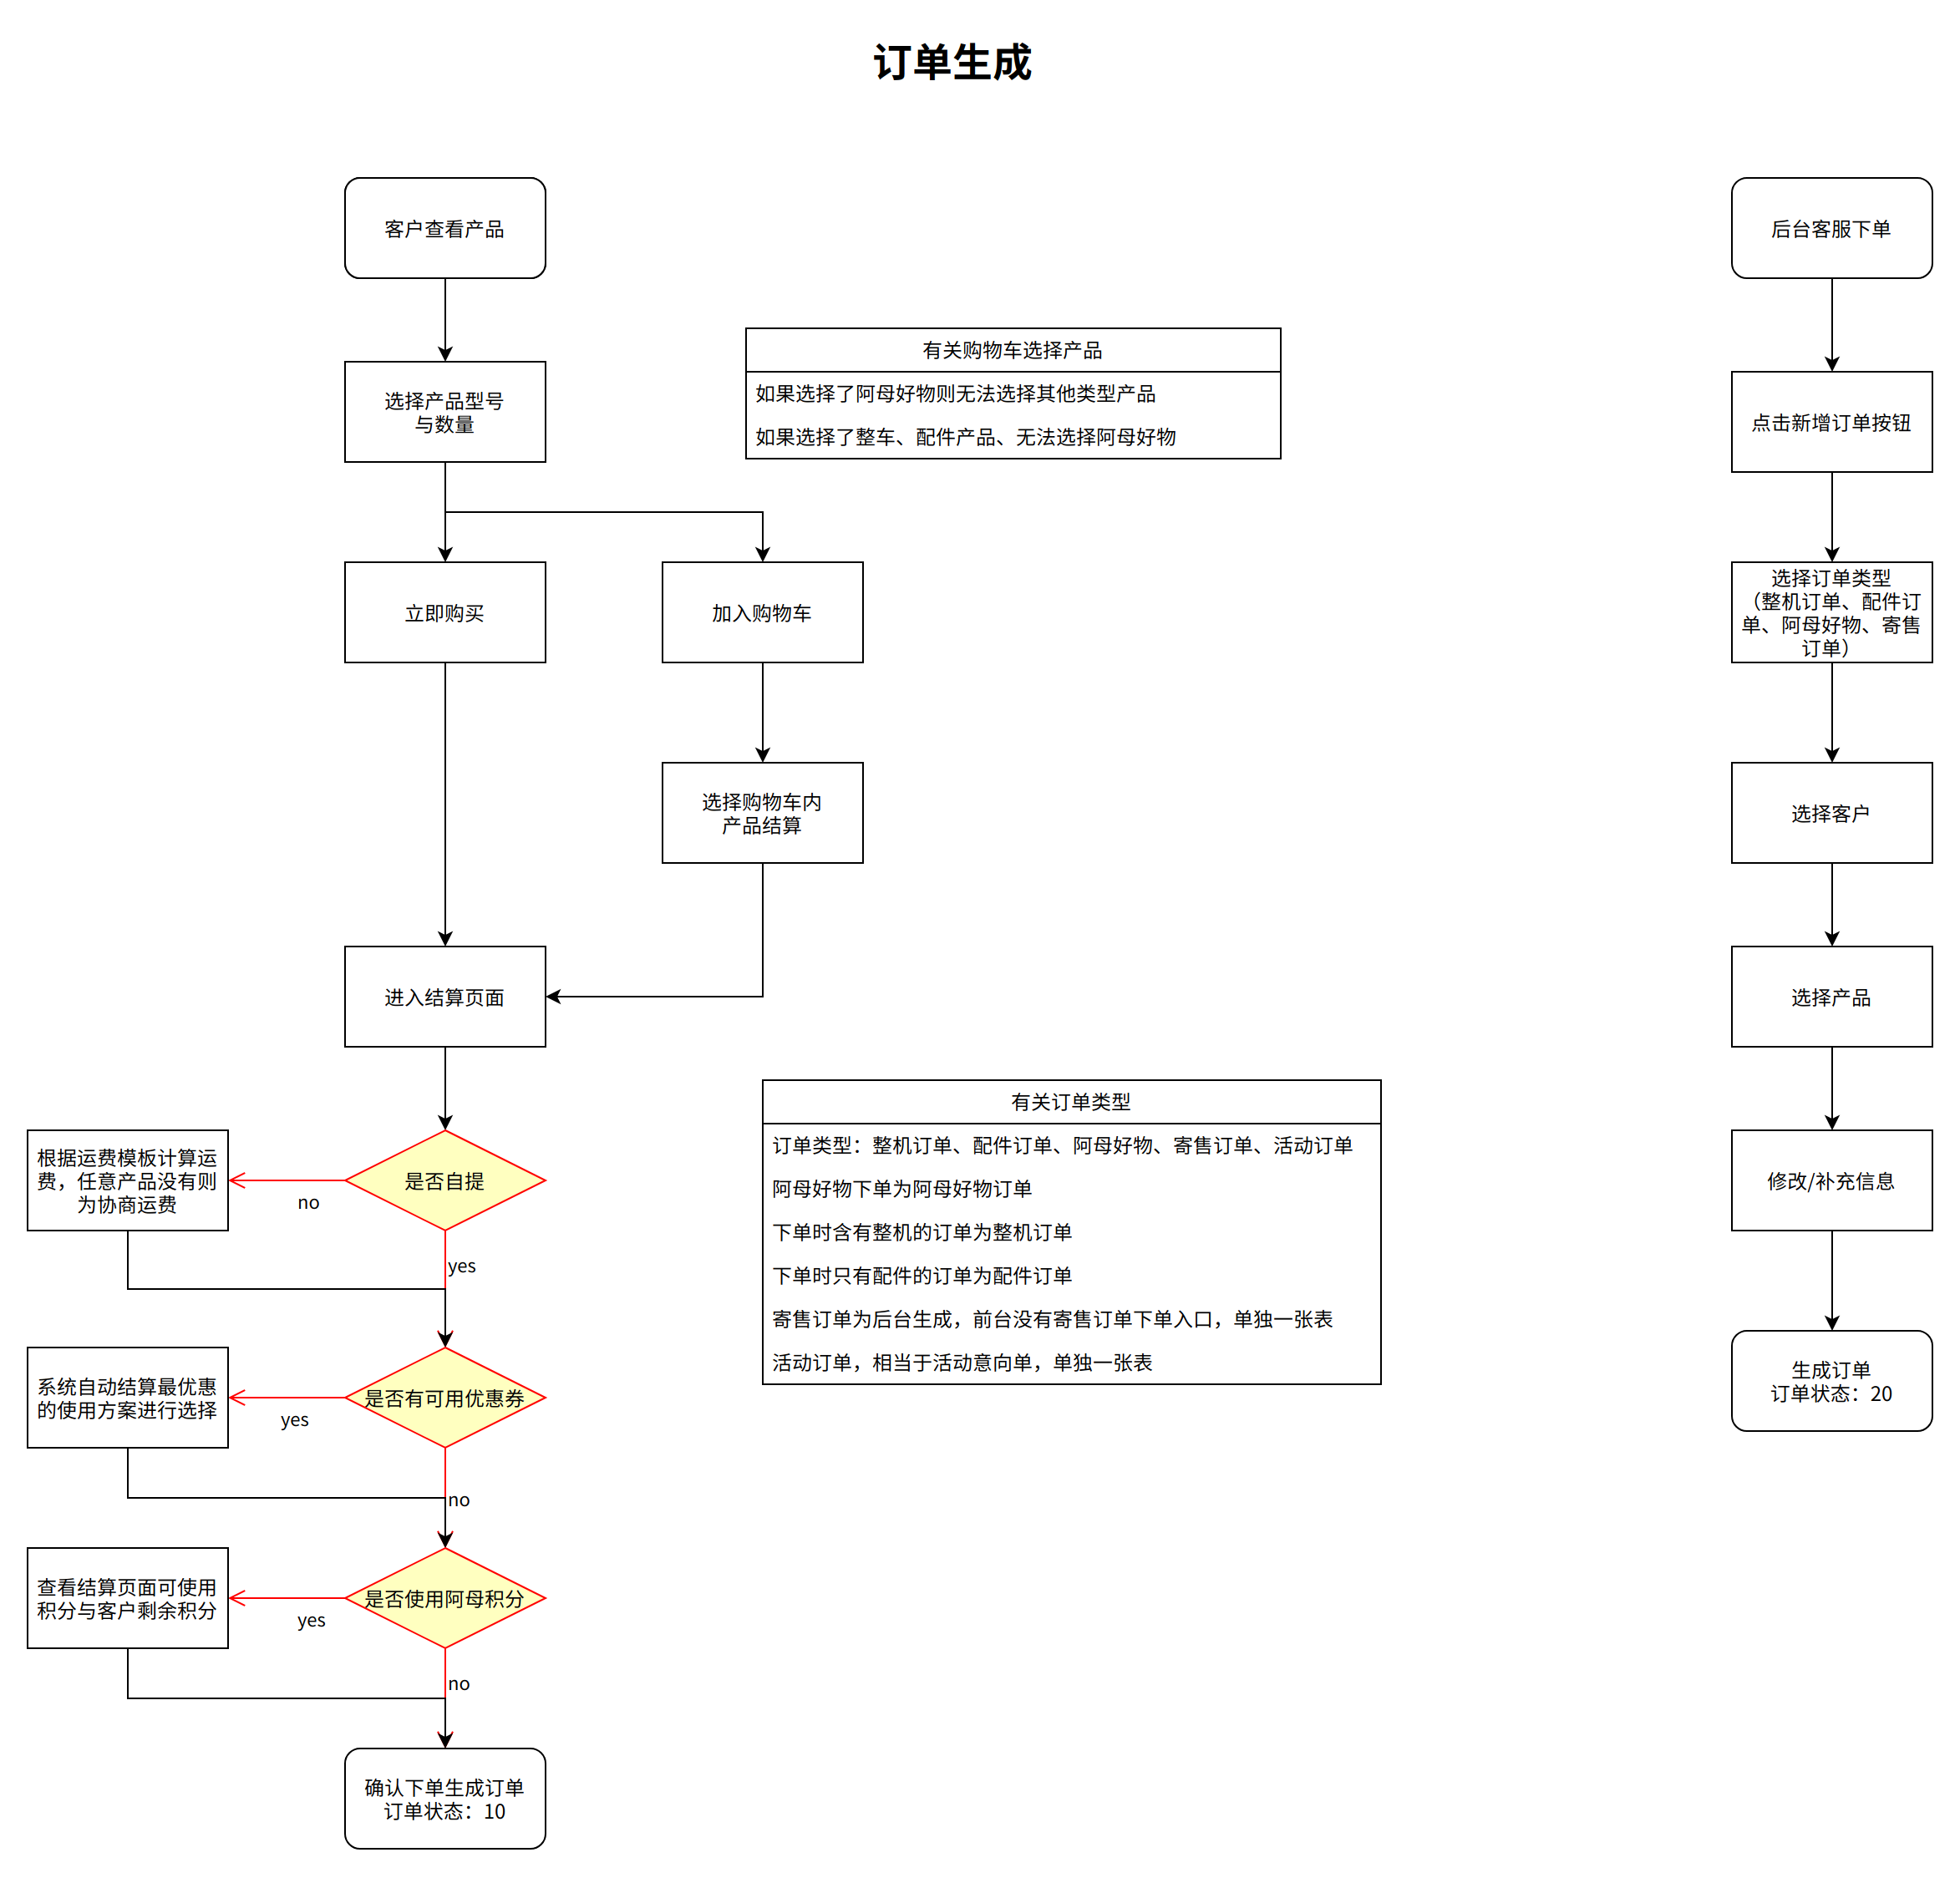 订单生成
客户查看产品
选择产品型号
与数量
立即购买
加入购物车
选择购物车内
产品结算
进入结算页面
有关购物车选择产品
如果选择了阿母好物则无法选择其他类型产品
如果选择了整车、配件产品、无法选择阿母好物
是否自提
no
yes
根据运费模板计算运
费，任意产品没有则
为协商运费
是否有可用优惠券
yes
no
系统自动结算最优惠
的使用方案进行选择
是否使用阿母积分
yes
no
查看结算页面可使用
积分与客户剩余积分
确认下单生成订单
订单状态：10
有关订单类型
订单类型：整机订单、配件订单、阿母好物、寄售订单、活动订单
阿母好物下单为阿母好物订单
下单时含有整机的订单为整机订单
下单时只有配件的订单为配件订单
寄售订单为后台生成，前台没有寄售订单下单入口，单独一张表
活动订单，相当于活动意向单，单独一张表
后台客服下单
点击新增订单按钮
选择订单类型
（整机订单、配件订
单、阿母好物、寄售
订单）
选择客户
选择产品
修改/补充信息
生成订单
订单状态：20